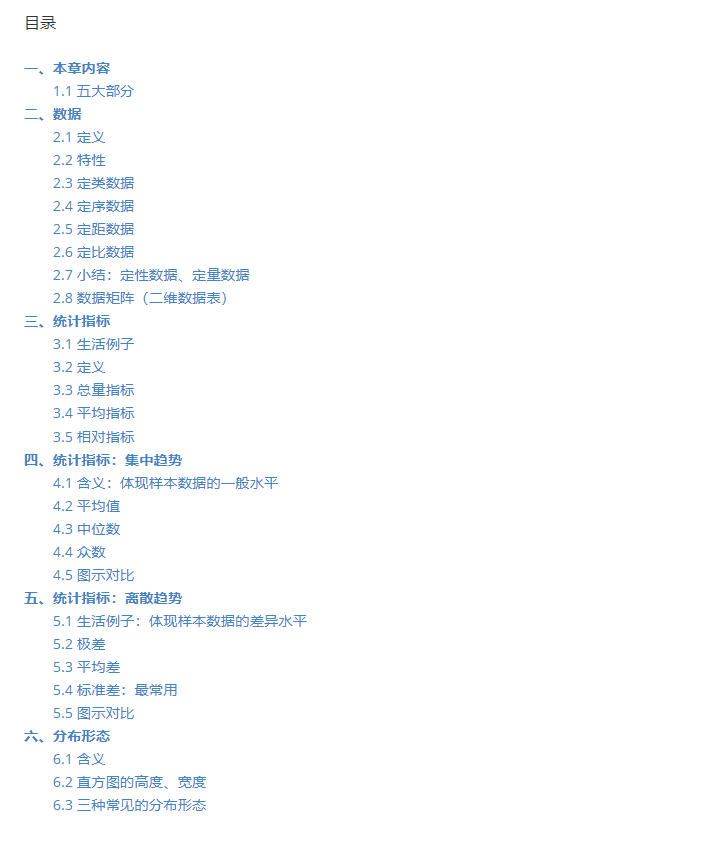 目录
一、本章内容
1.1 五大部分
二、数据
2.1 定义
2.2 特性
2.3 定类数据
2.4 定序数据
2.5 定距数据
2.6 定比数据
2.7 小结：定性数据、定量数据
2.8 数据矩阵（二维数据表）
三、统计指标
3.1 生活例子
3.2 定义
3.3 总量指标
3.4 平均指标
3.5 相对指标
四、统计指标：集中趋势
4.1 含义：体现样本数据的一般水平
4.2 平均值
4.3 中位数
4.4 众数
4.5 图示对比
五、统计指标：离散趋势
5.1 生活例子：体现样本数据的差异水平
5.2 极差
5.3 平均差
5.4 标准差：最常用
5.5 图示对比
六、分布形态
6.1 含义
6.2 直方图的高度、宽度
6.3 三种常见的分布形态